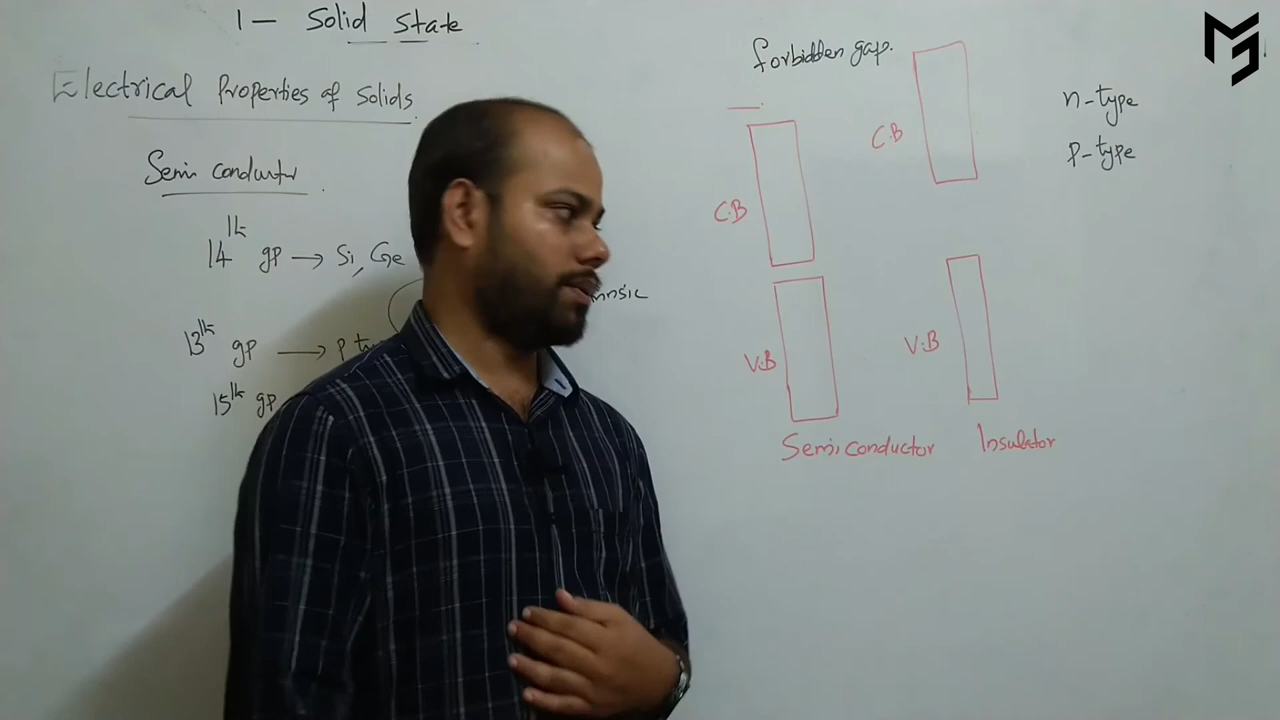 1 - Solid State
Electrical Properties of Solids
Semi conductor
14th gp → Si, Ge
13th gp → p
15th gp
forbidden gap.
C.B
V.B
Semiconductor
C.B
V.B
Insulator
n-type
p-type
MJ